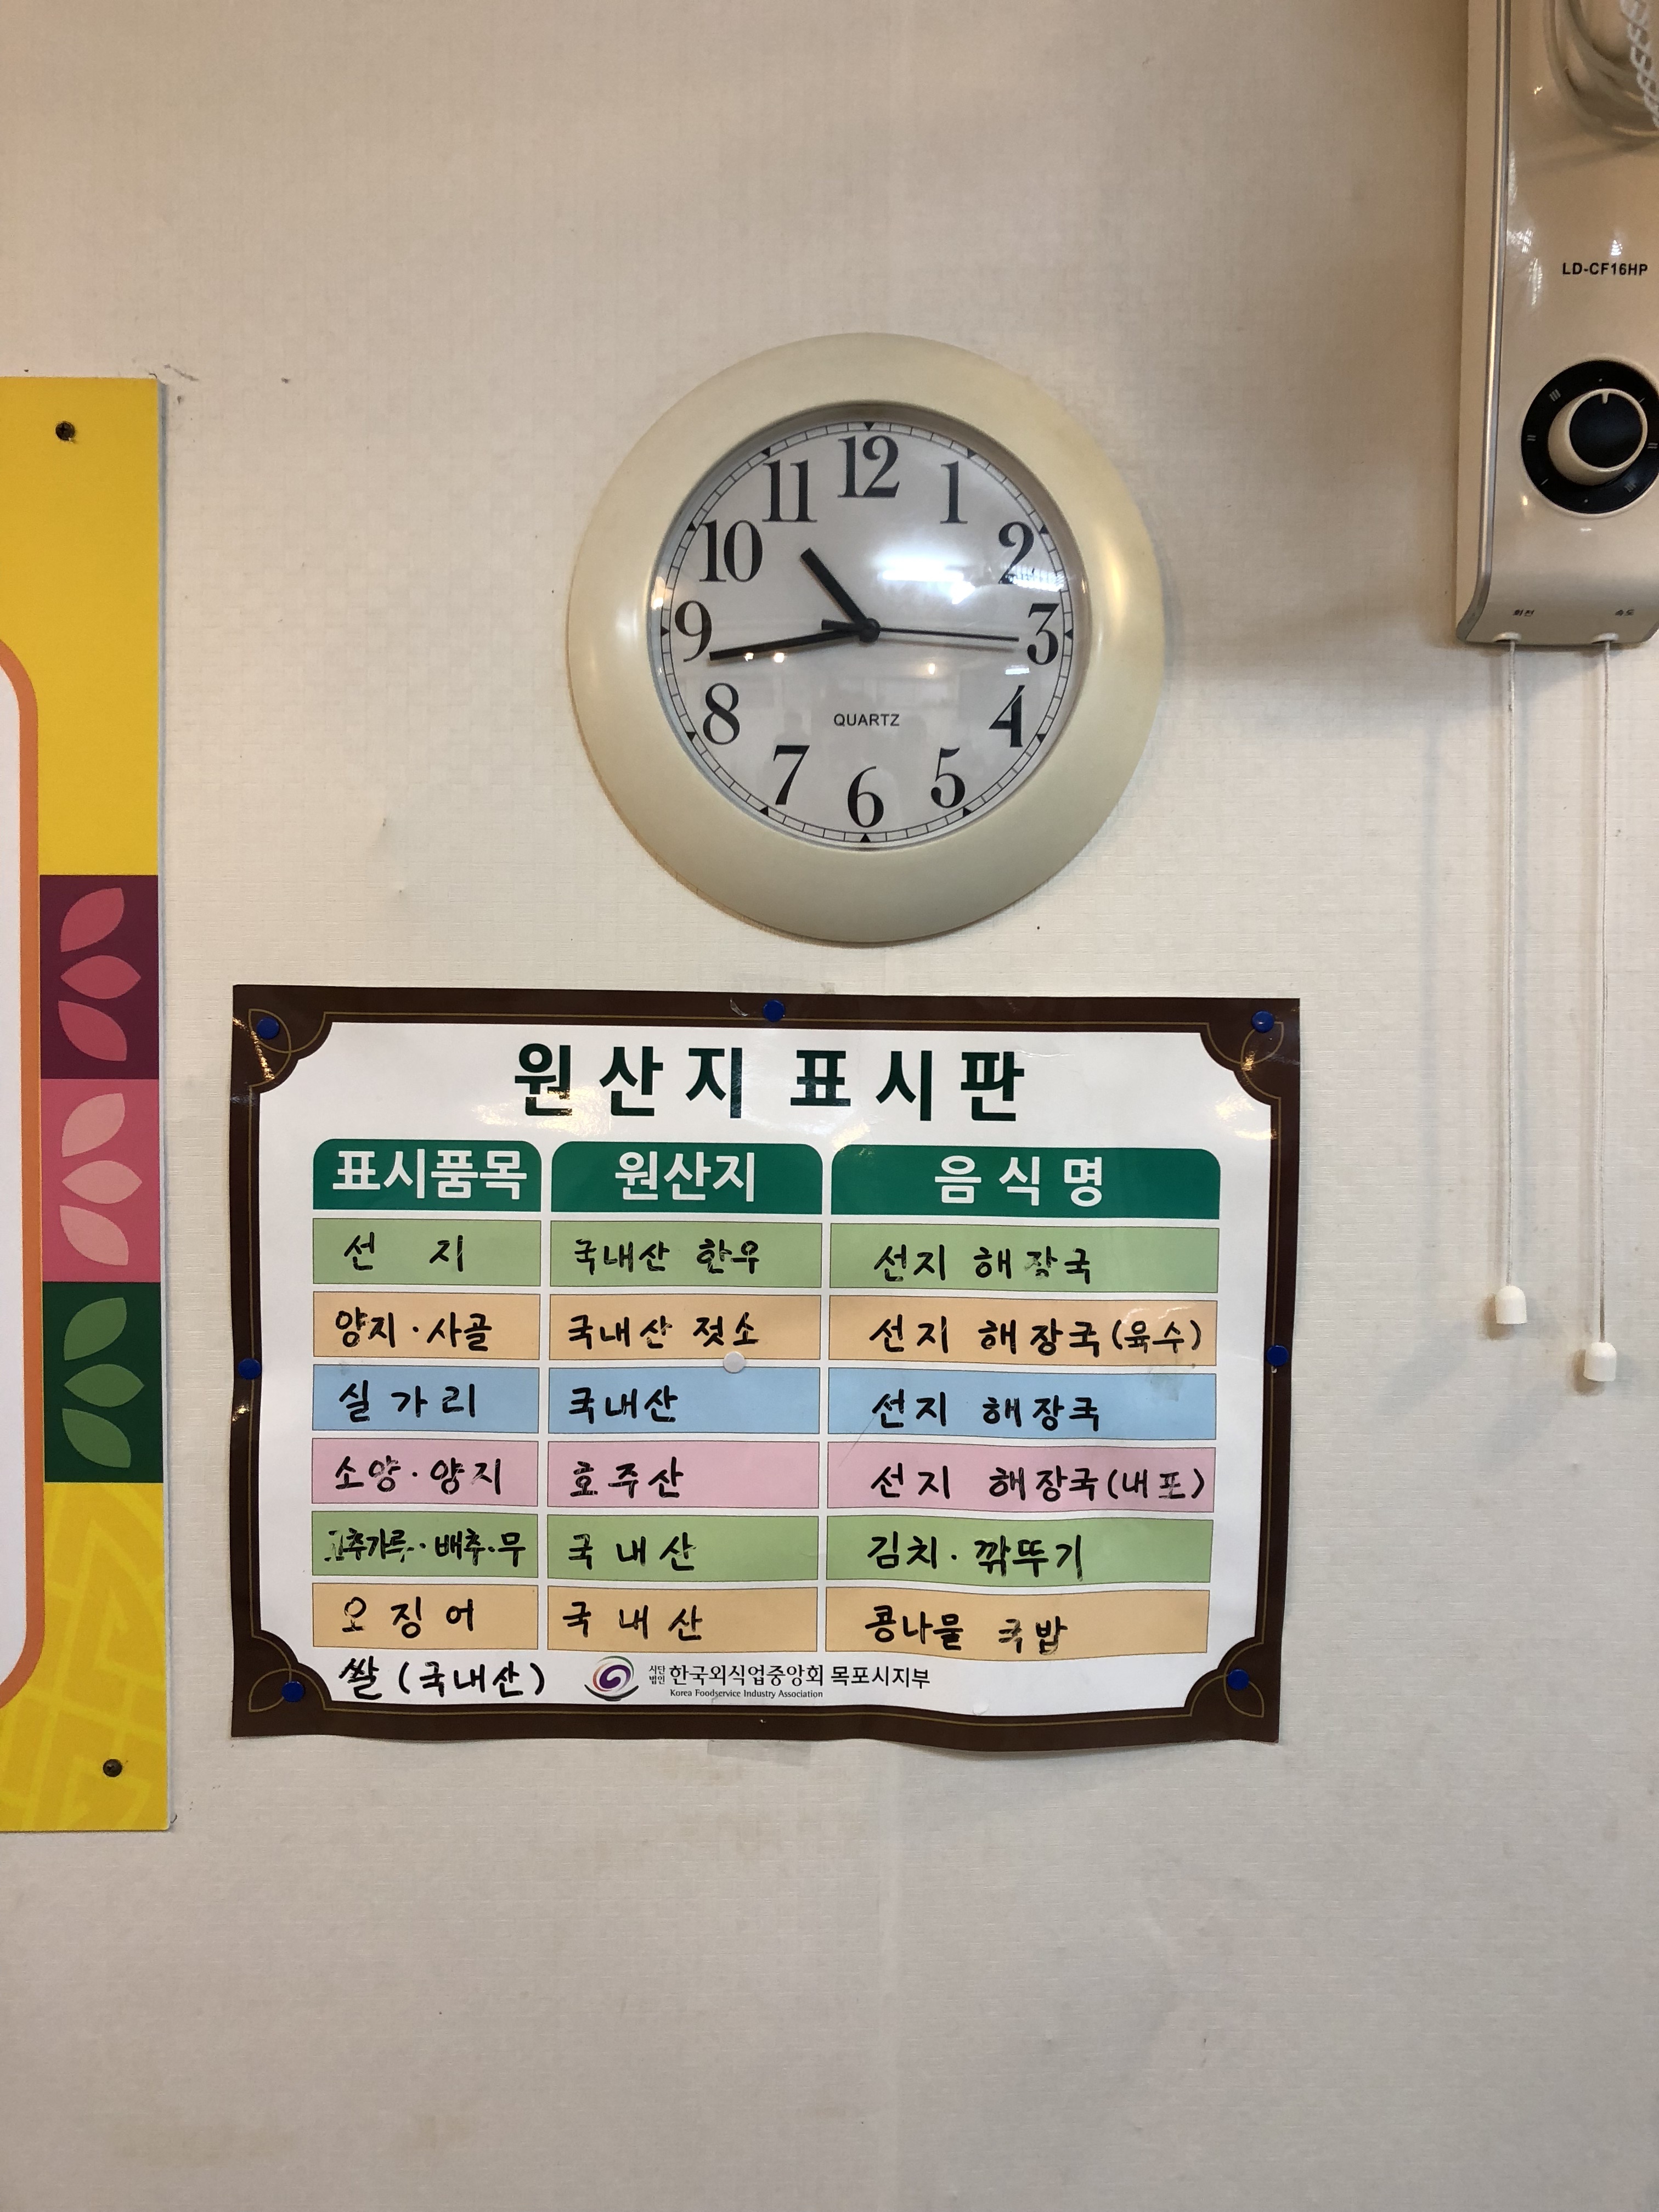 LD-CF16HP
회전 속도
12
11 1
10 2
9 3
8 4
7 5
6
QUARTZ
원산지 표시판
표시품목 원산지 음식명
선지 국내산 한우 선지 해장국
양지·사골 국내산 젖소 선지 해장국(육수)
실가리 국내산 선지 해장국
소양·양지 호주산 선지 해장국(내포)
고추가루·배추·무 국내산 김치·깎뚜기
오징어 국내산 콩나물 국밥
쌀(국내산) 사단법인 한국외식업중앙회 목포시지부
Korea Foodservice Industry Association